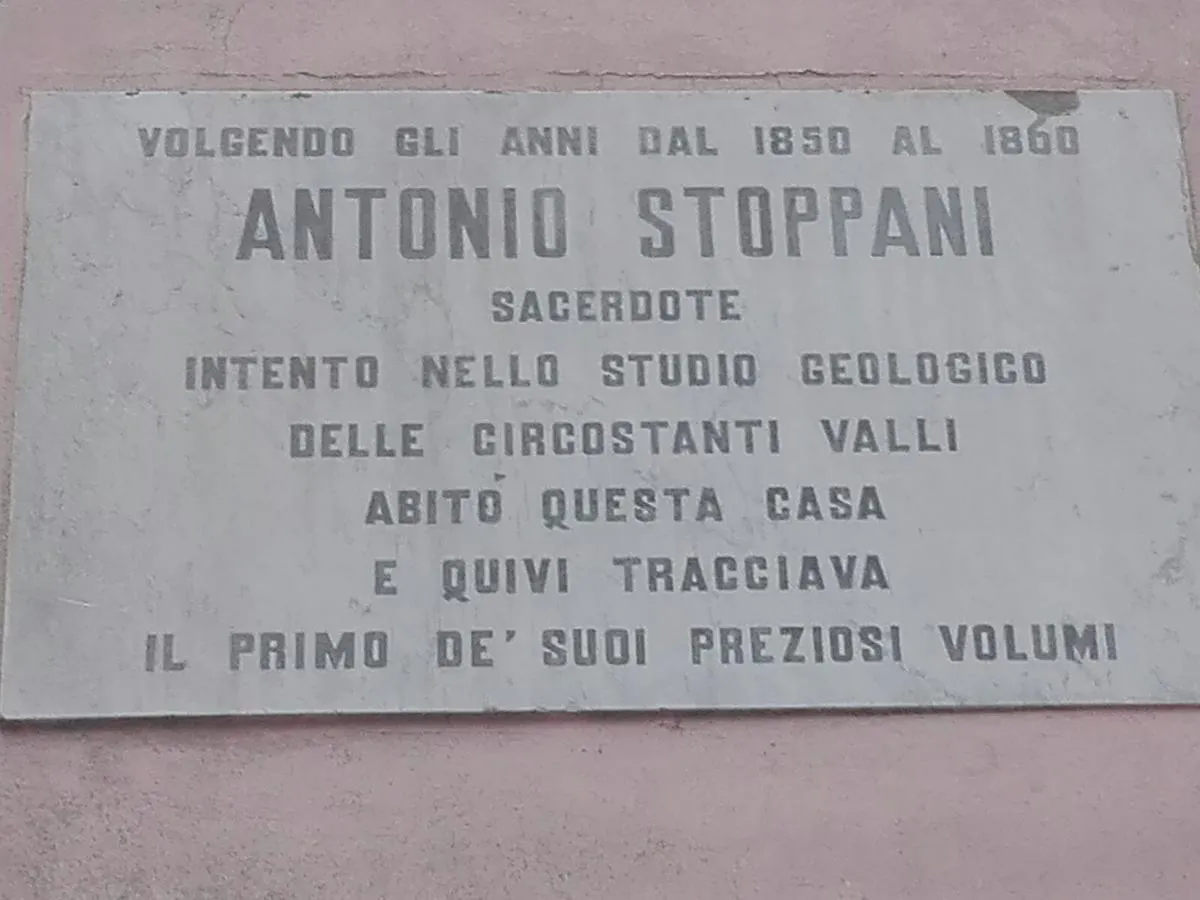 VOLGENDO GLI ANNI DAL 1850 AL 1860
ANTONIO STOPPANI
SACERDOTE
INTENTO NELLO STUDIO GEOLOGICO
DELLE CIRCOSTANTI VALLI
ABITÒ QUESTA CASA
E QUIVI TRACCIAVA
IL PRIMO DE' SUOI PREZIOSI VOLUMI